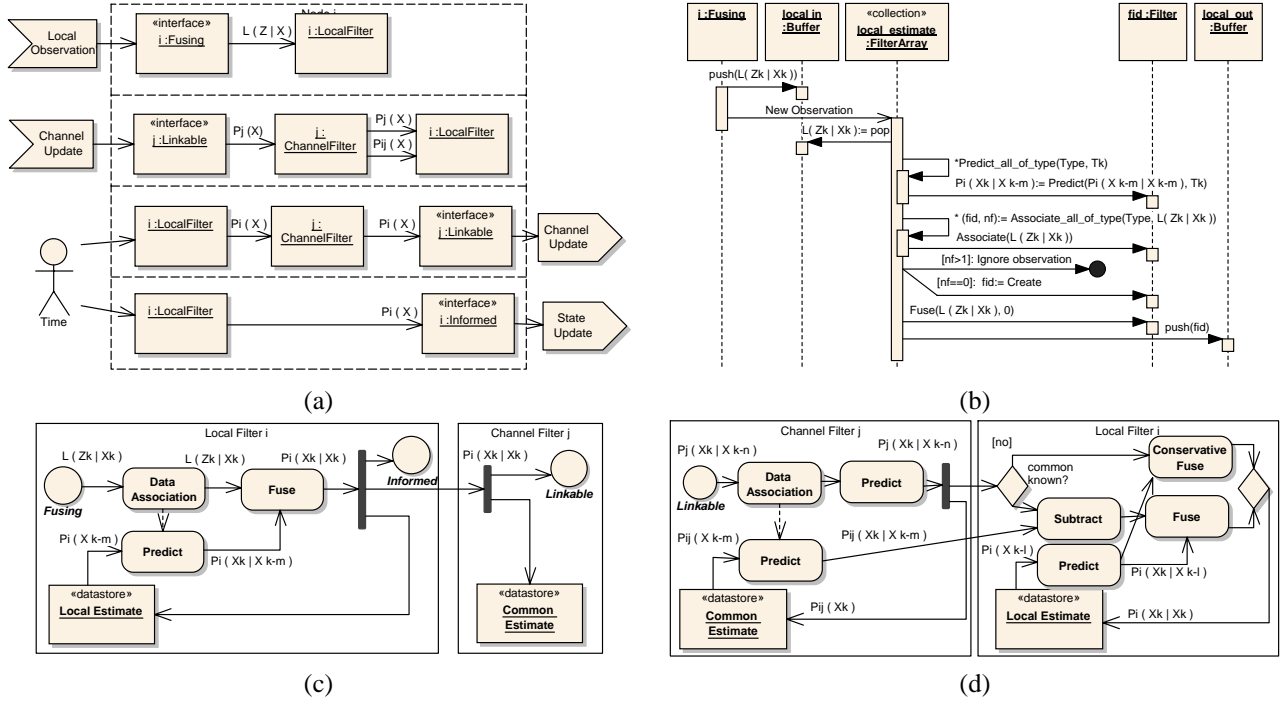 Node i
Local
Observation
«interface»
i :Fusing
L ( Z | X )
i :LocalFilter
Channel
Update
«interface»
j :Linkable
Pj (X)
j :
ChannelFilter
Pj ( X )
Pij ( X )
i :LocalFilter
Time
i :LocalFilter
Pi ( X )
j :
ChannelFilter
Pi ( X )
«interface»
j :Linkable
Channel
Update
i :LocalFilter
Pi ( X )
«interface»
i :Informed
State
Update
(a)
i :Fusing
local in
:Buffer
«collection»
local_estimate
:FilterArray
fid :Filter
local_out
:Buffer
push(L( Zk | Xk ))
New Observation
L( Zk | Xk ):= pop
*Predict_all_of_type(Type, Tk)
Pi ( Xk | X k-m ):= Predict(Pi ( X k-m | X k-m ), Tk)
* (fid, nf):= Associate_all_of_type(Type, L( Zk | Xk ))
Associate(L ( Zk | Xk ))
[nf>1]: Ignore observation
[nf==0]: fid:= Create
Fuse(L ( Zk | Xk ), 0)
push(fid)
(b)
Local Filter i
L ( Zk | Xk )
L ( Zk | Xk )
Pi ( Xk | Xk )
Fusing
Data
Association
Fuse
Informed
Pi ( X k-m )
Predict
Pi ( Xk | X k-m )
«datastore»
Local Estimate
Channel Filter j
Pi ( Xk | Xk )
Linkable
«datastore»
Common
Estimate
(c)
Channel Filter j
Pj ( Xk | X k-n )
Pj ( Xk | X k-n )
Linkable
Data
Association
Predict
Pij ( X k-m )
Predict
Pij ( Xk | X k-m )
«datastore»
Common
Estimate
Pij ( Xk )
Local Filter i
[no]
common
known?
Conservative
Fuse
Subtract
Fuse
Pi ( X k-l )
Predict
Pi ( Xk | X k-l )
«datastore»
Local Estimate
Pi ( Xk | Xk )
(d)